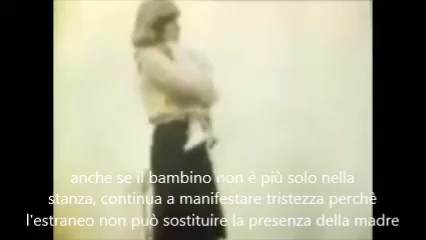 anche se il bambino non è più solo nella
stanza, continua a manifestare tristezza perchè
l'estraneo non può sostituire la presenza della madre